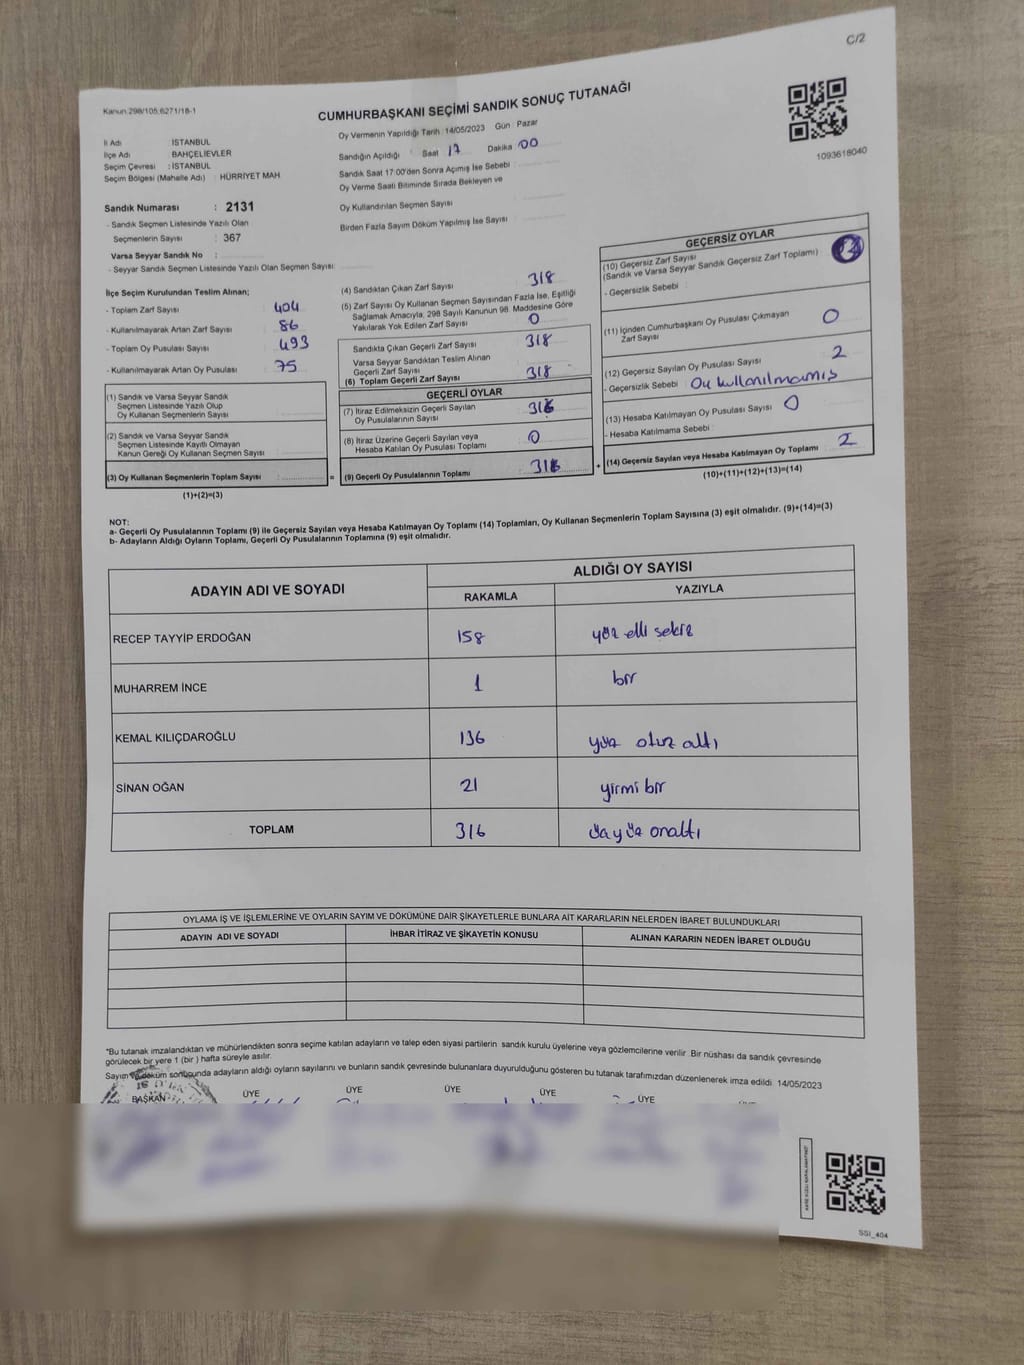 C/2
Kanun:298/105:6271/18-1
CUMHURBAŞKANI SEÇİMİ SANDIK SONUÇ TUTANAĞI
1093618040
İl Adı İSTANBUL
İlçe Adı BAHÇELİEVLER
Seçim Çevresi : İSTANBUL
Seçim Bölgesi (Mahalle Adı) : HÜRRİYET MAH
Oy Vermenin Yapıldığı Tarih : 14/05/2023 Gün : Pazar
Sandığın Açıldığı : Saat 17 Dakika 00
Sandık Saat 17:00'den Sonra Açımış İse Sebebi
Oy Verme Saati Bitiminde Sırada Bekleyen ve
Oy Kullandırılan Seçmen Sayısı
Birden Fazla Sayım Döküm Yapılmış İse Sayısı
Sandık Numarası : 2131
- Sandık Seçmen Listesinde Yazılı Olan
Seçmenlerin Sayısı : 367
Varsa Seyyar Sandık No :
- Seyyar Sandık Seçmen Listesinde Yazılı Olan Seçmen Sayısı:
İlçe Seçim Kurulundan Teslim Alınan;
- Toplam Zarf Sayısı : 404
- Kullanılmayarak Artan Zarf Sayısı : 86
- Toplam Oy Pusulası Sayısı : 493
- Kullanılmayarak Artan Oy Pusulası : 75
(1) Sandık ve Varsa Seyyar Sandık
Seçmen Listesinde Yazılı Olup
Oy Kullanan Seçmenlerin Sayısı
(2) Sandık ve Varsa Seyyar Sandık
Seçmen Listesinde Kayıtlı Olmayan
Kanun Gereği Oy Kullanan Seçmen Sayısı :
(3) Oy Kullanan Seçmenlerin Toplam Sayısı : =
(1)+(2)=(3)
(4) Sandıktan Çıkan Zarf Sayısı : 318
(5) Zarf Sayısı Oy Kullanan Seçmen Sayısından Fazla İse, Eşitliği
Sağlamak Amacıyla, 298 Sayılı Kanunun 98. Maddesine Göre
Yakılarak Yok Edilen Zarf Sayısı : 0
Sandıkta Çıkan Geçerli Zarf Sayısı : 318
Varsa Seyyar Sandıktan Teslim Alınan
Geçerli Zarf Sayısı
(6) Toplam Geçerli Zarf Sayısı 318
GEÇERLİ OYLAR
(7) İtiraz Edilmeksizin Geçerli Sayılan
Oy Pusulalarının Sayısı : 316
(8) İtiraz Üzerine Geçerli Sayılan veya
Hesaba Katılan Oy Pusulası Toplamı 0
(9) Geçerli Oy Pusulalarının Toplamı 316 +
GEÇERSİZ OYLAR
(10) Geçersiz Zarf Sayısı
(Sandık ve Varsa Seyyar Sandık Geçersiz Zarf Toplamı)
- Geçersizlik Sebebi :
(11) İçinden Cumhurbaşkanı Oy Pusulası Çıkmayan
Zarf Sayısı 0
(12) Geçersiz Sayılan Oy Pusulası Sayısı 2
- Geçersizlik Sebebi : Oy kullanılmamış
(13) Hesaba Katılmayan Oy Pusulası Sayısı : 0
- Hesaba Katılmama Sebebi :
(14) Geçersiz Sayılan veya Hesaba Katılmayan Oy Toplamı : 2
(10)+(11)+(12)+(13)=(14)
NOT:
a- Geçerli Oy Pusulalarının Toplamı (9) ile Geçersiz Sayılan veya Hesaba Katılmayan Oy Toplamı (14) Toplamları, Oy Kullanan Seçmenlerin Toplam Sayısına (3) eşit olmalıdır. (9)+(14)=(3)
b- Adayların Aldığı Oyların Toplamı, Geçerli Oy Pusulalarının Toplamına (9) eşit olmalıdır.
ADAYIN ADI VE SOYADI ALDIĞI OY SAYISI
RAKAMLA YAZIYLA
RECEP TAYYİP ERDOĞAN 158 yüz elli sekiz
MUHARREM İNCE 1 bir
KEMAL KILIÇDAROĞLU 136 yüz otuz altı
SİNAN OĞAN 21 yirmi bir
TOPLAM 316 üçyüz onaltı
OYLAMA İŞ VE İŞLEMLERİNE VE OYLARIN SAYIM VE DÖKÜMÜNE DAİR ŞİKAYETLERLE BUNLARA AİT KARARLARIN NELERDEN İBARET BULUNDUKLARI
ADAYIN ADI VE SOYADI İHBAR İTİRAZ VE ŞİKAYETİN KONUSU ALINAN KARARIN NEDEN İBARET OLDUĞU
*Bu tutanak imzalandıktan ve mühürlendikten sonra seçime katılan adayların ve talep eden siyasi partilerin sandık kurulu üyelerine veya gözlemcilerine verilir. Bir nüshası da sandık çevresinde
görülecek bir yere 1 (bir ) hafta süreyle asılır.
Sayım ve döküm sonucunda adayların aldığı oyların sayılarını ve bunların sandık çevresinde bulunanlara duyurulduğunu gösteren bu tutanak tarafımızdan düzenlenerek imza edildi. 14/05/2023
BAŞKAN ÜYE ÜYE ÜYE ÜYE ÜYE
SSI_404